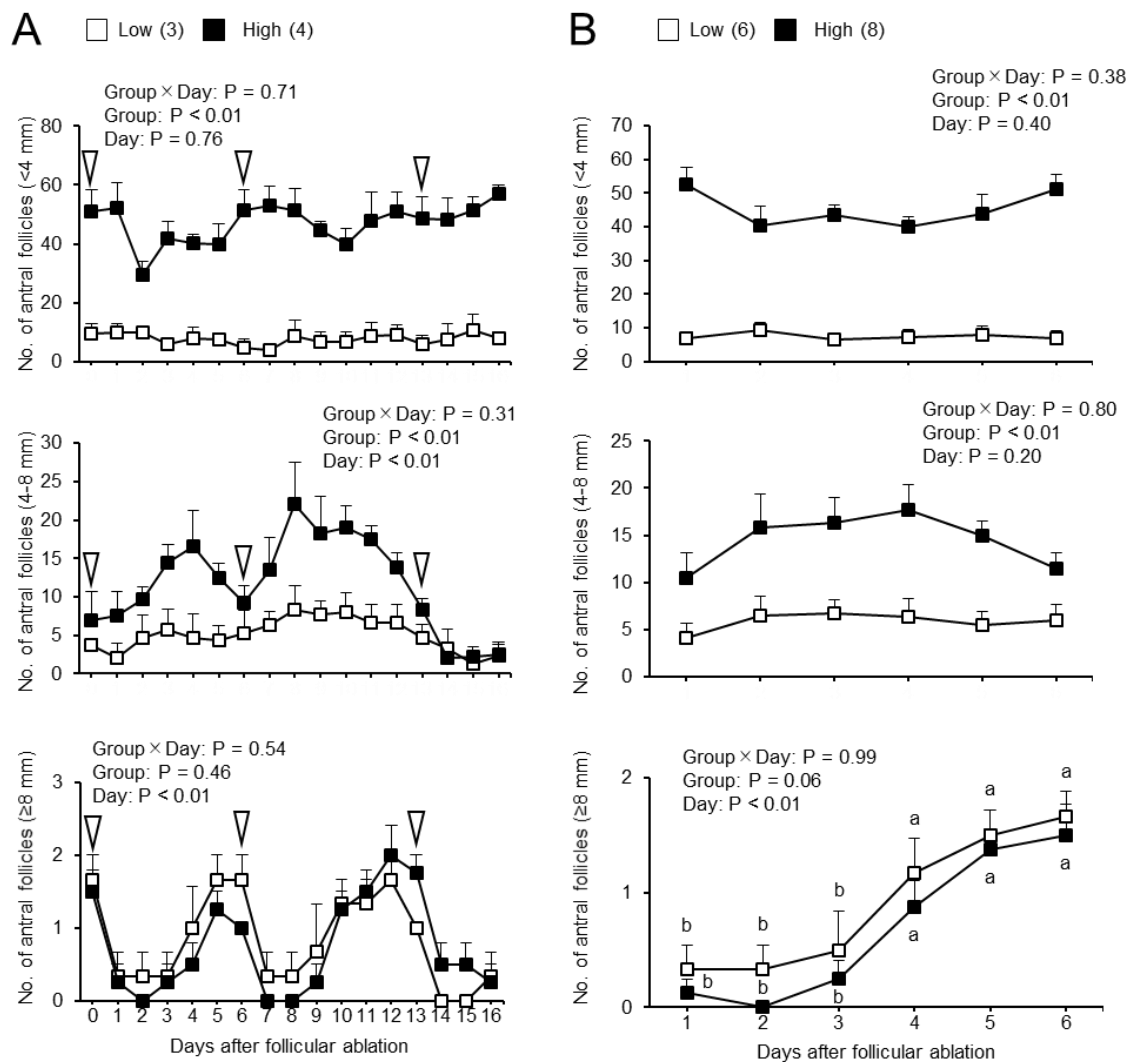 A
Low (3) High (4)
Group × Day: P = 0.71
Group: P < 0.01
Day: P = 0.76
No. of antral follicles (<4 mm)
80
60
40
20
0
Group × Day: P = 0.31
Group: P < 0.01
Day: P < 0.01
No. of antral follicles (4-8 mm)
30
25
20
15
10
5
0
Group × Day: P = 0.54
Group: P = 0.46
Day: P < 0.01
No. of antral follicles (≥8 mm)
3
2
1
0
0 1 2 3 4 5 6 7 8 9 10 11 12 13 14 15 16
Days after follicular ablation
B
Low (6) High (8)
Group × Day: P = 0.38
Group: P < 0.01
Day: P = 0.40
No. of antral follicles (<4 mm)
70
60
50
40
30
20
10
0
Group × Day: P = 0.80
Group: P < 0.01
Day: P = 0.20
No. of antral follicles (4-8 mm)
25
20
15
10
5
0
Group × Day: P = 0.99
Group: P = 0.06
Day: P < 0.01
No. of antral follicles (≥8 mm)
2
1
0
b b b a a a
b b b a a a
1 2 3 4 5 6
Days after follicular ablation